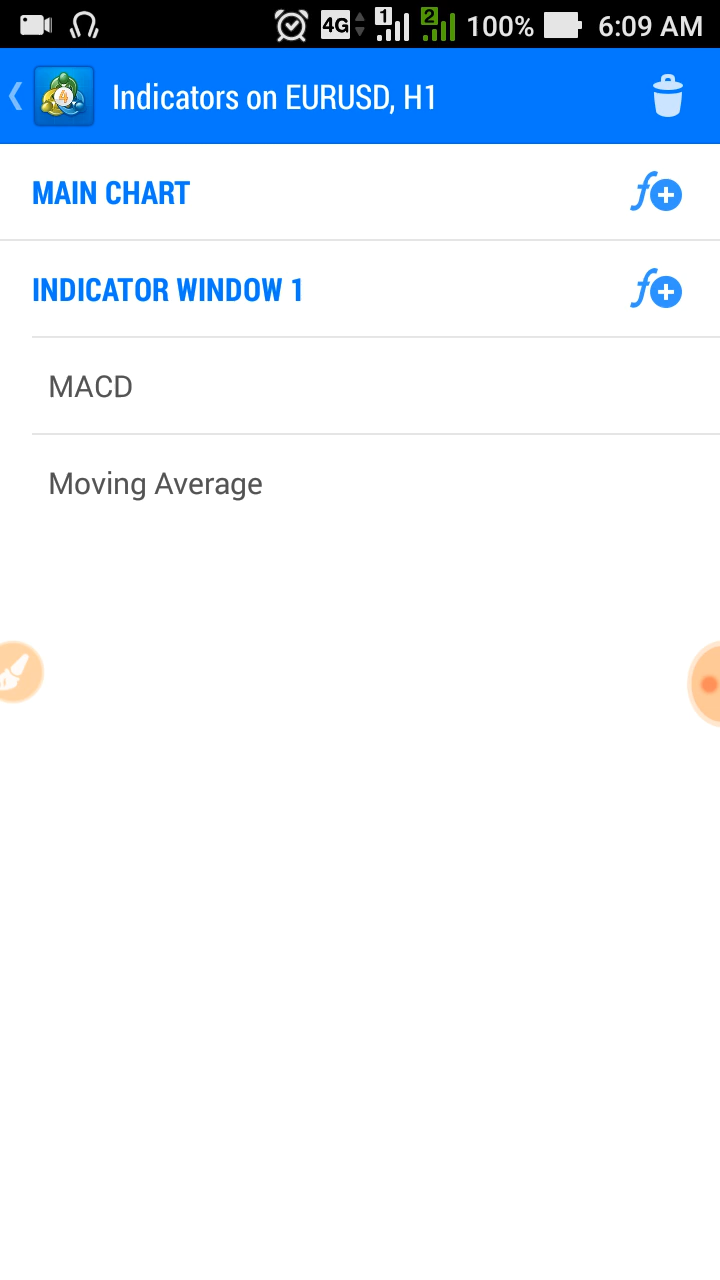 4G 1 2 100% 6:09 AM
4 Indicators on EURUSD, H1
MAIN CHART
INDICATOR WINDOW 1
MACD
Moving Average